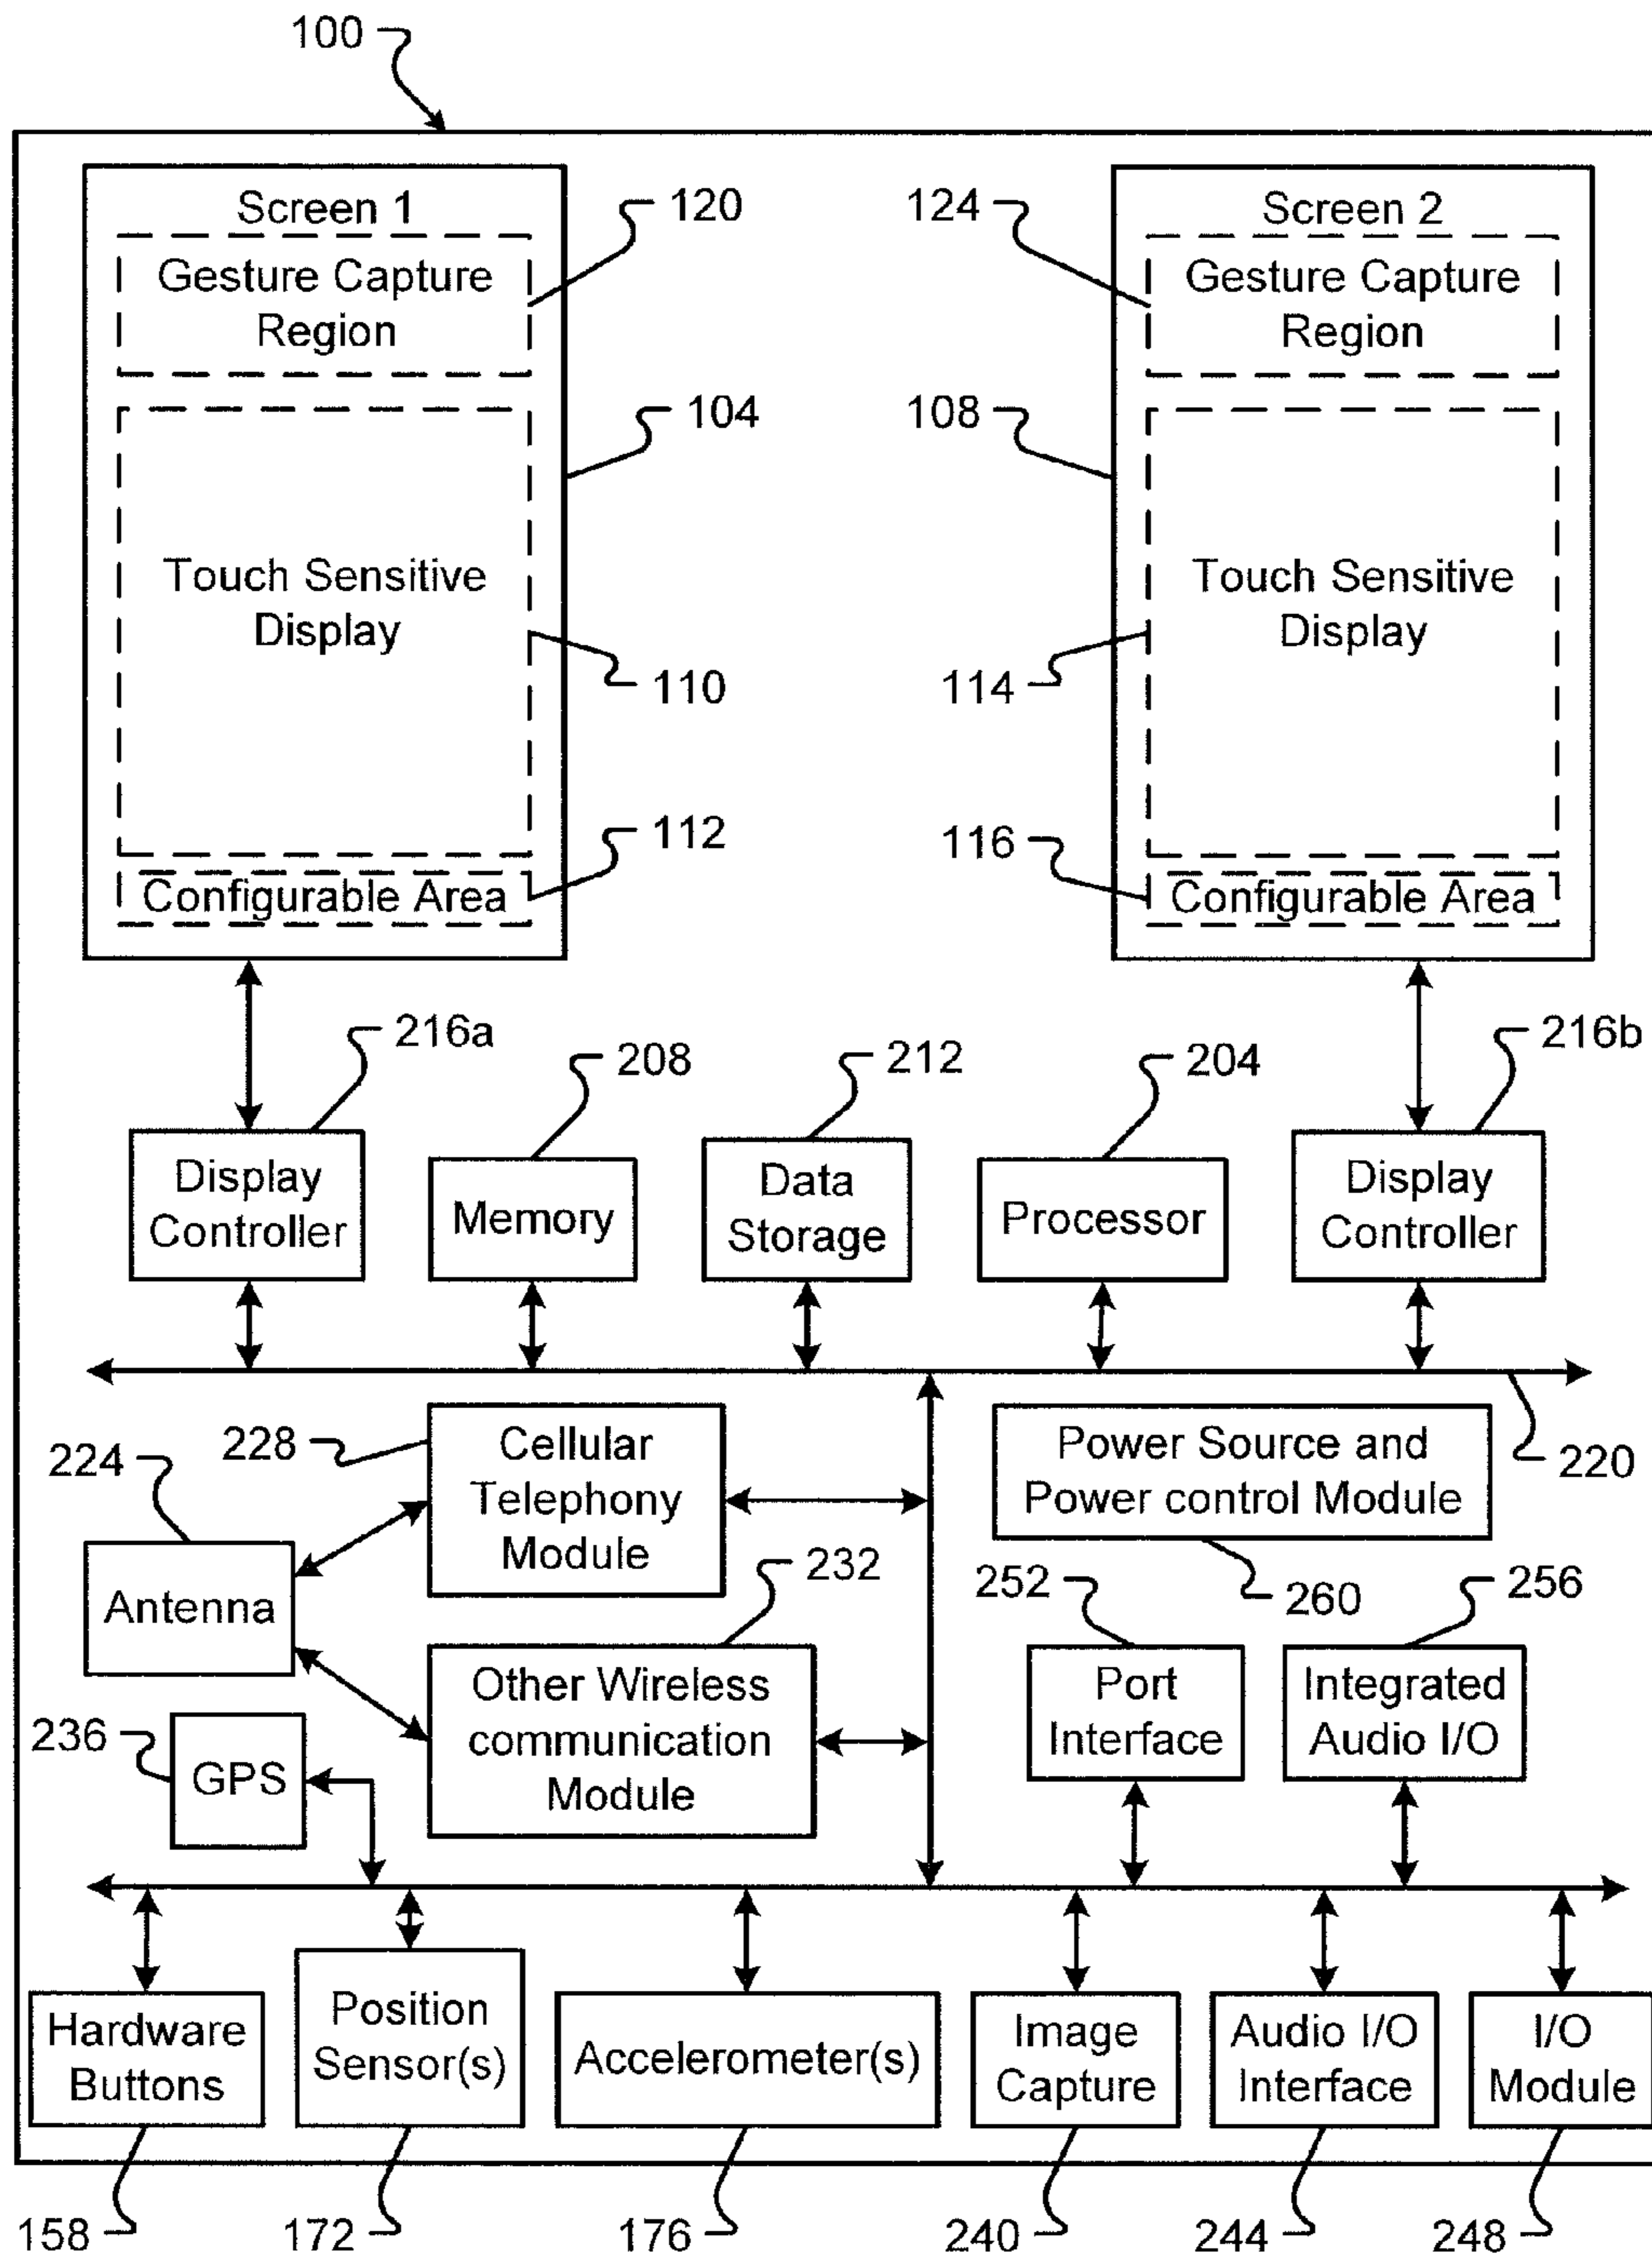 100
Screen 1
Gesture Capture
Region
120
Touch Sensitive
Display
104
110
Configurable Area
112
Screen 2
124
Gesture Capture
Region
108
Touch Sensitive
Display
114
116
Configurable Area
216a
208
212
204
216b
Display
Controller
Memory
Data
Storage
Processor
Display
Controller
220
228
Cellular
Telephony
Module
Power Source and
Power control Module
260
224
Antenna
232
Other Wireless
communication
Module
252
Port
Interface
256
Integrated
Audio I/O
236
GPS
Hardware
Buttons
Position
Sensor(s)
Accelerometer(s)
Image
Capture
Audio I/O
Interface
I/O
Module
158
172
176
240
244
248